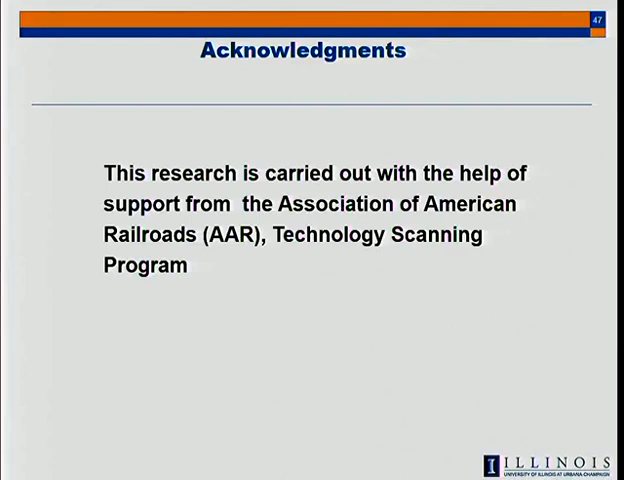 47
Acknowledgments
This research is carried out with the help of
support from the Association of American
Railroads (AAR), Technology Scanning
Program
I ILLINOIS
UNIVERSITY OF ILLINOIS AT URBANA-CHAMPAIGN